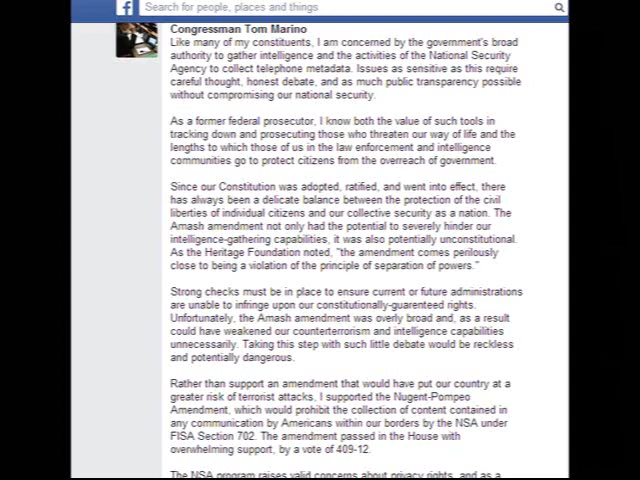 f Search for people, places and things
Congressman Tom Marino
Like many of my constituents, I am concerned by the government's broad
authority to gather intelligence and the activities of the National Security
Agency to collect telephone metadata. Issues as sensitive as this require
careful thought, honest debate, and as much public transparency possible
without compromising our national security.
As a former federal prosecutor, I know both the value of such tools in
tracking down and prosecuting those who threaten our way of life and the
lengths to which those of us in the law enforcement and intelligence
communities go to protect citizens from the overreach of government.
Since our Constitution was adopted, ratified, and went into effect, there
has always been a delicate balance between the protection of the civil
liberties of individual citizens and our collective security as a nation. The
Amash amendment not only had the potential to severely hinder our
intelligence-gathering capabilities, it was also potentially unconstitutional.
As the Heritage Foundation noted, "the amendment comes perilously
close to being a violation of the principle of separation of powers."
Strong checks must be in place to ensure current or future administrations
are unable to infringe upon our constitutionally-guarenteed rights.
Unfortunately, the Amash amendment was overly broad and, as a result
could have weakened our counterterrorism and intelligence capabilities
unnecessarily. Taking this step with such little debate would be reckless
and potentially dangerous.
Rather than support an amendment that would have put our country at a
greater risk of terrorist attacks, I supported the Nugent-Pompeo
Amendment, which would prohibit the collection of content contained in
any communication by Americans within our borders by the NSA under
FISA Section 702. The amendment passed in the House with
overwhelming support, by a vote of 409-12.
The NSA program raises valid concerns about privacy rights, and as a